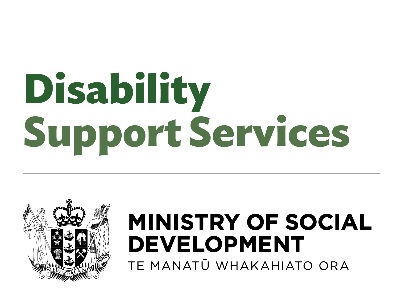 Disability
Support Services
MINISTRY OF SOCIAL
DEVELOPMENT
TE MANATŪ WHAKAHIATO ORA